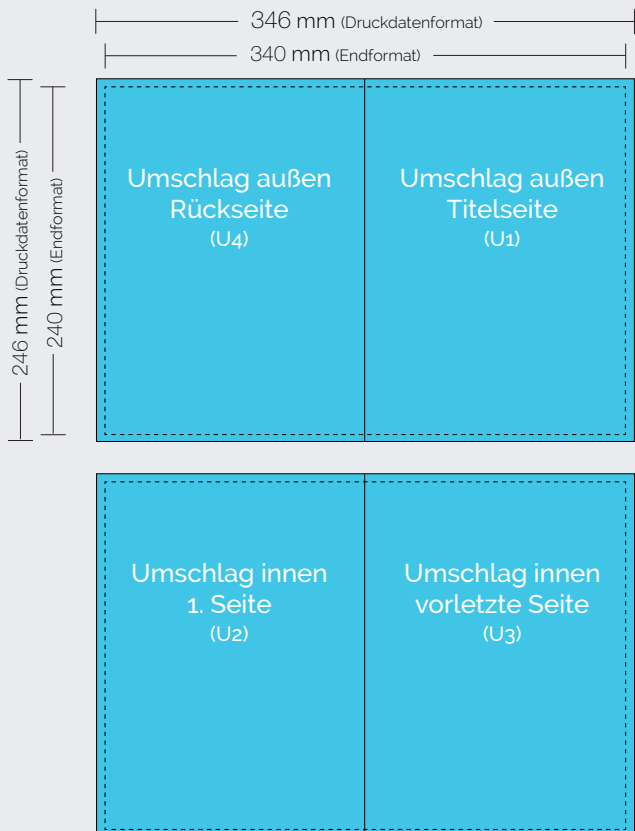 346 mm (Druckdatenformat)
340 mm (Endformat)
246 mm (Druckdatenformat)
240 mm (Endformat)
Umschlag außen
Rückseite
(U4)
Umschlag außen
Titelseite
(U1)
Umschlag innen
1. Seite
(U2)
Umschlag innen
vorletzte Seite
(U3)